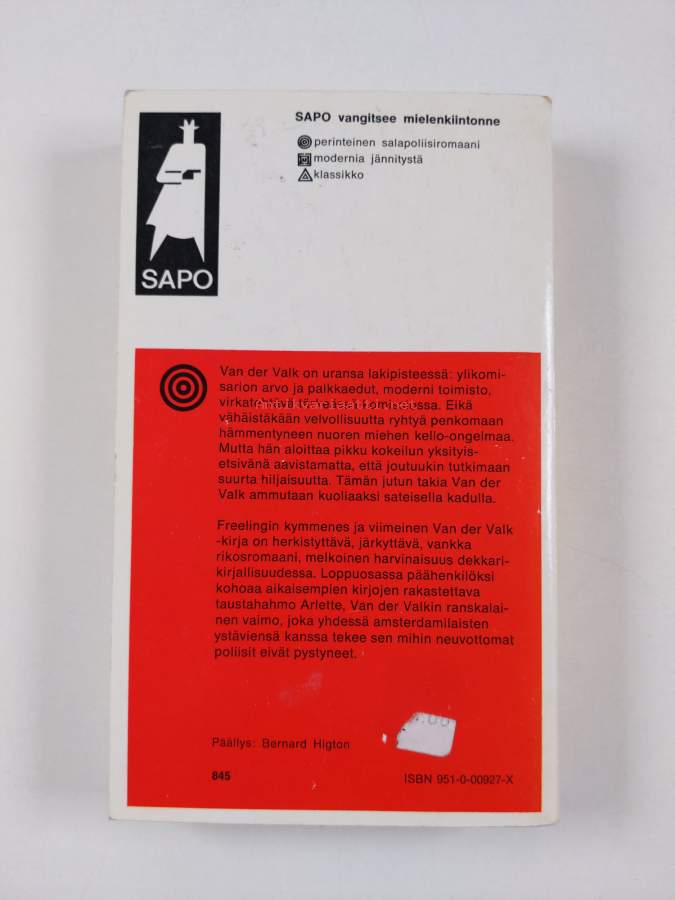 SAPO vangitsee mielenkiintonne
perinteinen salapoliisiromaani
modernia jännitystä
klassikko
SAPO
Van der Valk on uransa lakipisteessä: ylikomi-
sarion arvo ja palkkaedut, moderni toimisto,
virkatehtävä tärkeässä komiteassa. Eikä
antikvariaatti.net
vähäistäkään velvollisuutta ryhtyä penkomaan
hämmentyneen nuoren miehen kello-ongelmaa.
Mutta hän aloittaa pikku kokeilun yksityis-
etsivänä aavistamatta, että joutuukin tutkimaan
suurta hiljaisuutta. Tämän jutun takia Van der
Valk ammutaan kuoliaaksi sateisella kadulla.
Freelingin kymmenes ja viimeinen Van der Valk
-kirja on herkistyttävä, järkyttävä, vankka
rikosromaani, melkoinen harvinaisuus dekkari-
kirjallisuudessa. Loppuosassa päähenkilöksi
kohoaa aikaisempien kirjojen rakastettava
taustahahmo Arlette, Van der Valkin ranskalai-
nen vaimo, joka yhdessä amsterdamilaisten
ystäviensä kanssa tekee sen mihin neuvottomat
poliisit eivät pystyneet.
Päällys: Bernard Higton
845
ISBN 951-0-00927-X